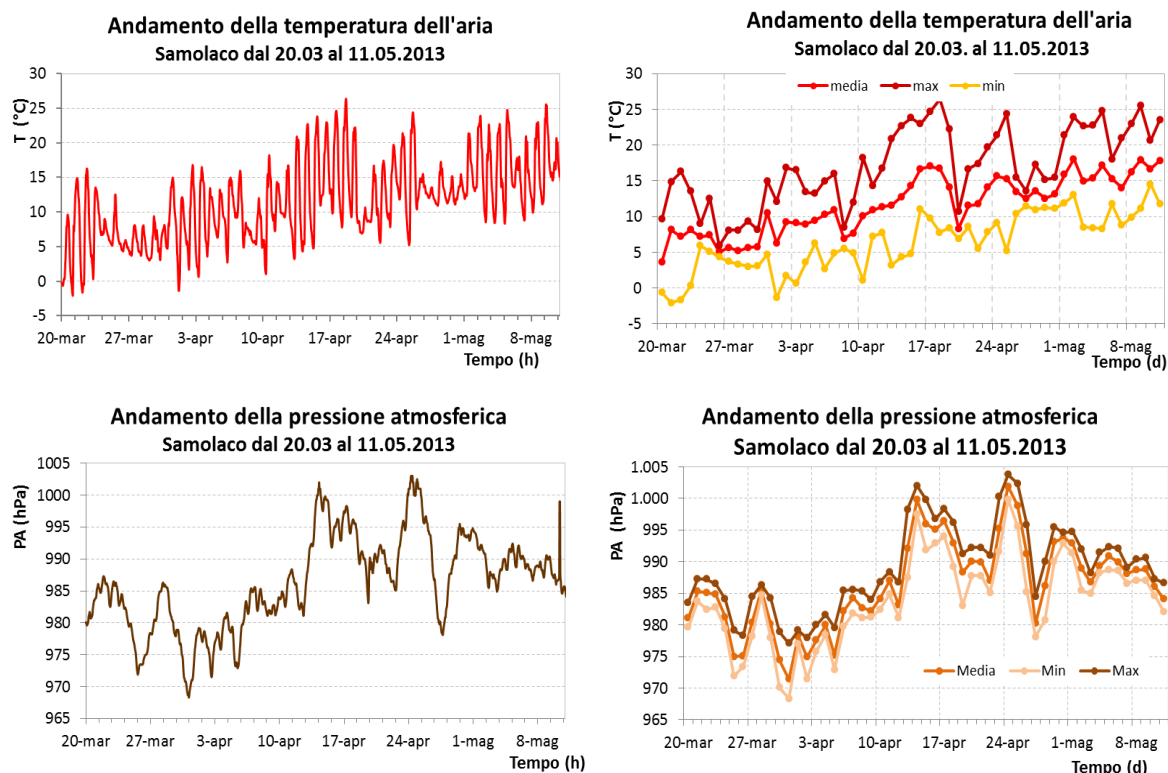 Andamento della temperatura dell'aria
Samolaco dal 20.03 al 11.05.2013
T (°C)
30
25
20
15
10
5
0
-5
20-mar 27-mar 3-apr 10-apr 17-apr 24-apr 1-mag 8-mag
Tempo (h)
Andamento della temperatura dell'aria
Samolaco dal 20.03. al 11.05.2013
T (°C)
media max min
30
25
20
15
10
5
0
-5
20-mar 27-mar 3-apr 10-apr 17-apr 24-apr 1-mag 8-mag
Tempo (d)
Andamento della pressione atmosferica
Samolaco dal 20.03 al 11.05.2013
PA (hPa)
1005
1000
995
990
985
980
975
970
965
20-mar 27-mar 3-apr 10-apr 17-apr 24-apr 1-mag 8-mag
Tempo (h)
Andamento della pressione atmosferica
Samolaco dal 20.03 al 11.05.2013
PA (hPa)
1.005
1.000
995
990
985
980
975
970
965
Media Min Max
20-mar 27-mar 3-apr 10-apr 17-apr 24-apr 1-mag 8-mag
Tempo (d)